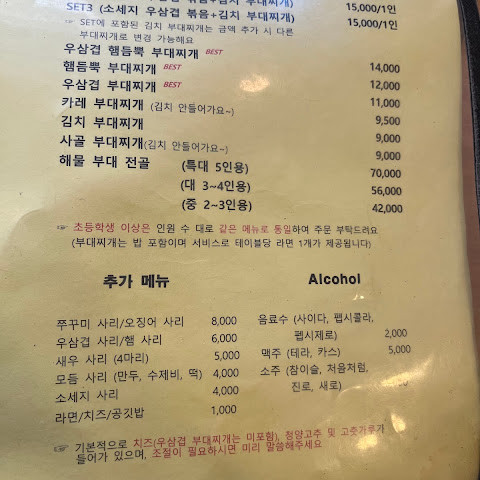 부대찌개) 15,000/1인
SET3 (소세지 우삼겹 볶음+김치 부대찌개) 15,000/1인
☞ SET에 포함된 김치 부대찌개는 금액 추가 시 다른
부대찌개로 변경 가능해요
우삼겹 햄듬뿍 부대찌개 BEST 14,000
햄듬뿍 부대찌개 BEST 12,000
우삼겹 부대찌개 BEST 11,000
카레 부대찌개 (김치 안들어가요~) 9,500
김치 부대찌개 9,000
사골 부대찌개(김치 안들어가요~) 9,000
해물 부대 전골 (특대 5인용) 70,000
(대 3~4인용) 56,000
(중 2~3인용) 42,000
☞ 초등학생 이상은 인원 수 대로 같은 메뉴로 통일하여 주문 부탁드려요
(부대찌개는 밥 포함이며 서비스로 테이블당 라면 1개가 제공됩니다)
추가 메뉴
쭈꾸미 사리/오징어 사리 8,000
우삼겹 사리/햄 사리 6,000
새우 사리 (4마리) 5,000
모듬 사리 (만두, 수제비, 떡) 4,000
소세지 사리 4,000
라면/치즈/공깃밥 1,000
Alcohol
음료수 (사이다, 펩시콜라,
펩시제로) 2,000
맥주 (테라, 카스) 5,000
소주 (참이슬, 처음처럼,
진로, 새로)
☞ 기본적으로 치즈(우삼겹 부대찌개는 미포함), 청양고추 및 고춧가루가
들어가 있으며, 조절이 필요하시면 미리 말씀해주세요